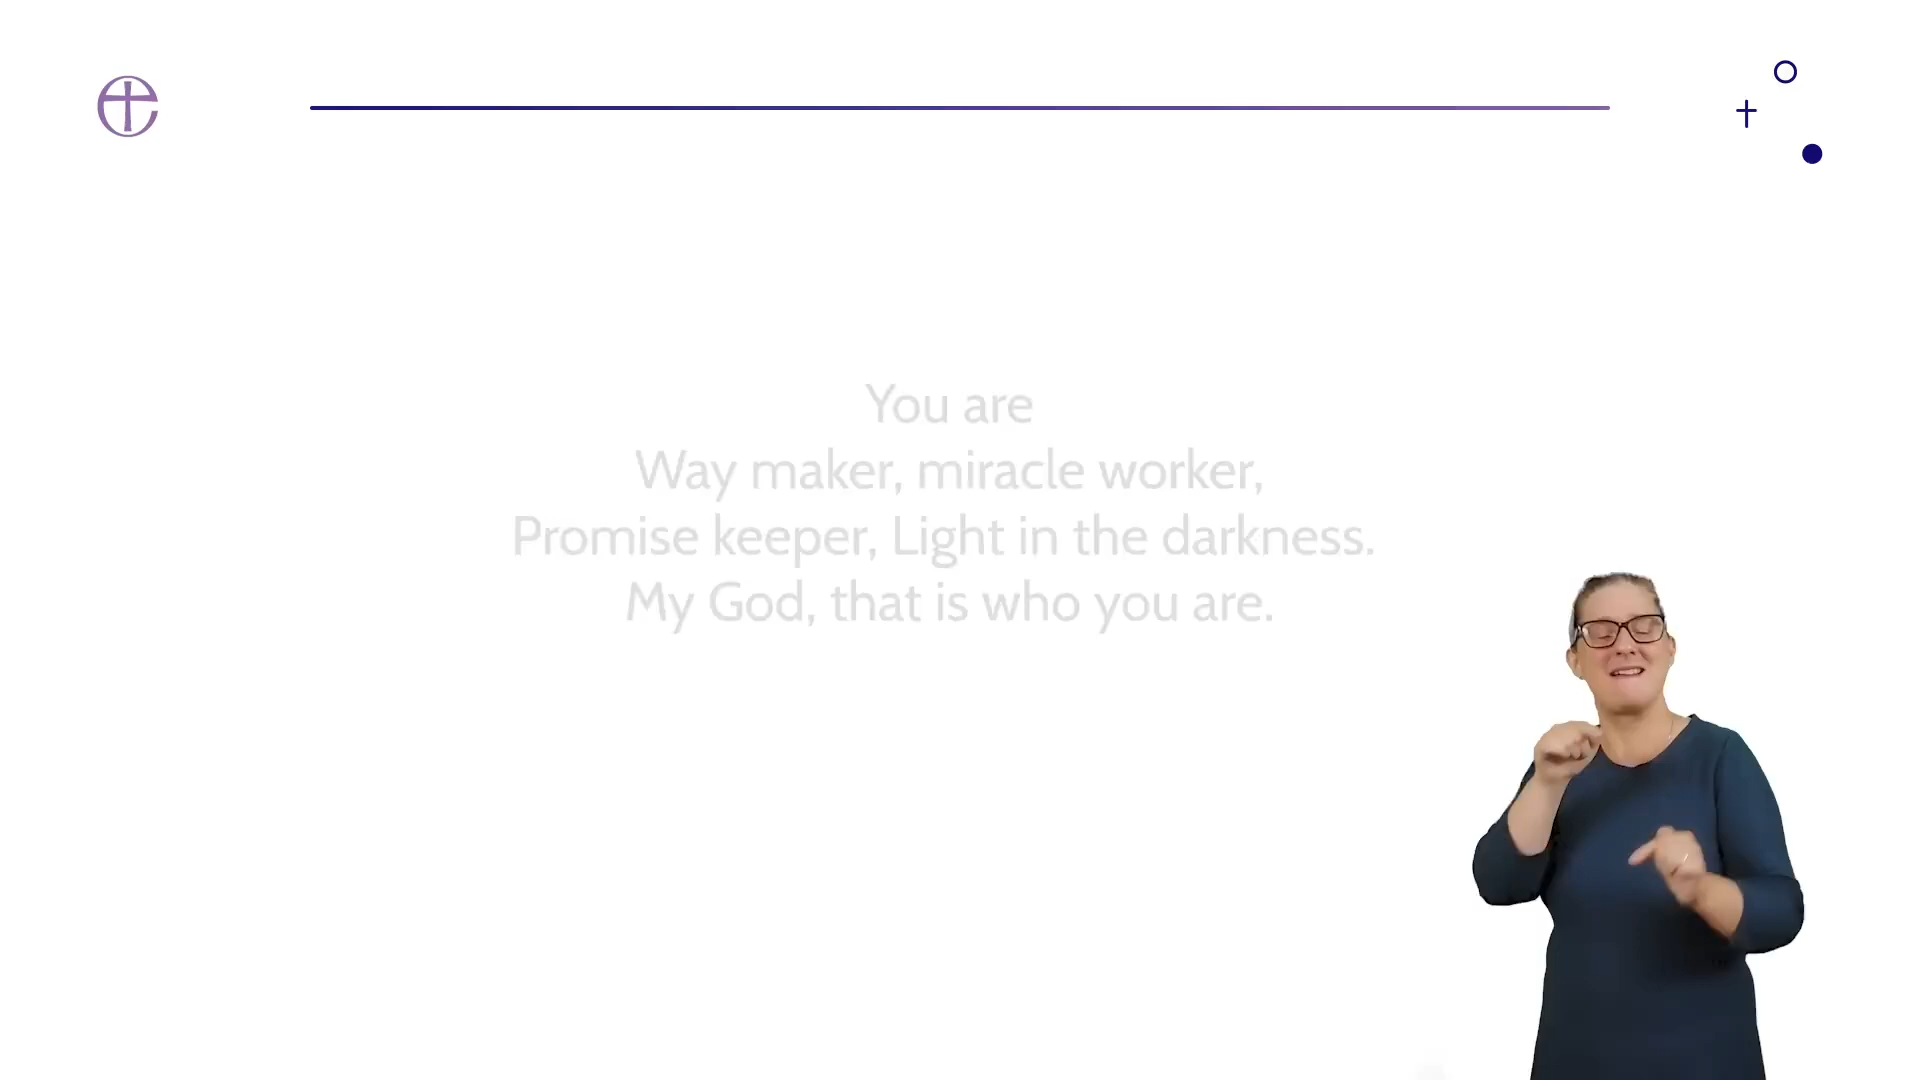 You are
Way maker, miracle worker,
Promise keeper, Light in the darkness.
My God, that is who you are.